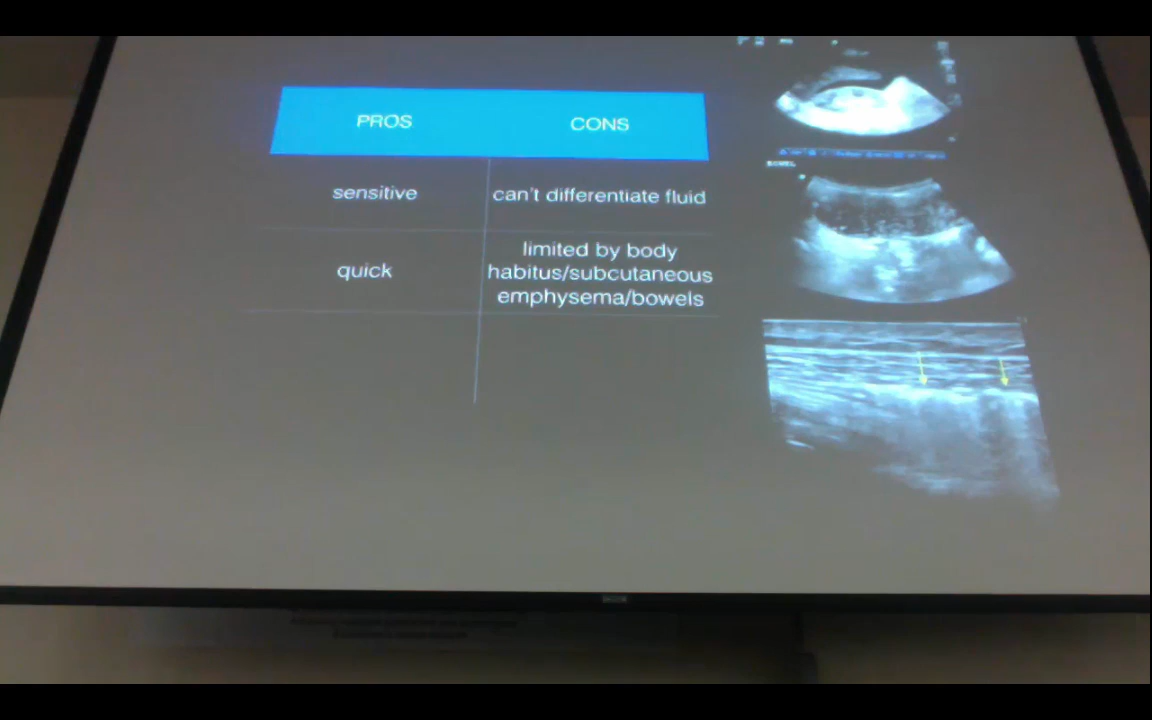 PROS
CONS
sensitive
can't differentiate fluid
quick
limited by body
habitus/subcutaneous
emphysema/bowels